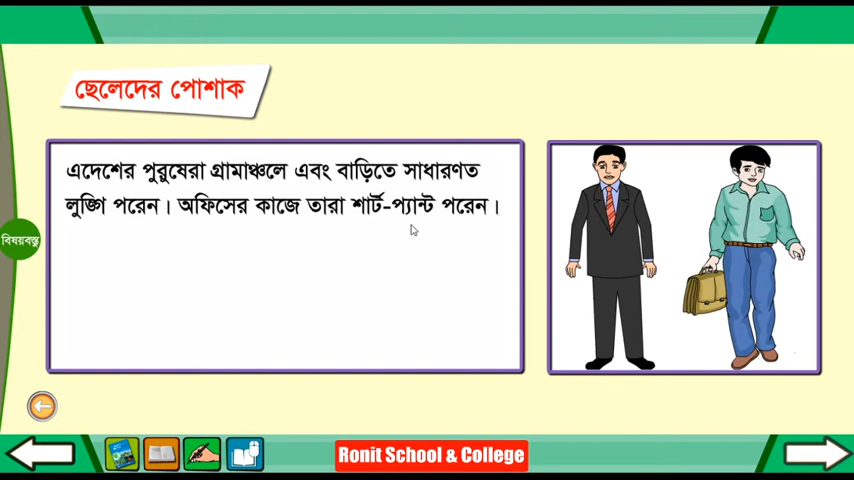 ছেলেদের পোশাক
এদেশের পুরুষেরা গ্রামাঞ্চলে এবং বাড়িতে সাধারণত
লুঙ্গি পরেন। অফিসের কাজে তারা শার্ট-প্যান্ট পরেন।
বিষয়বস্তু
Ronit School & College